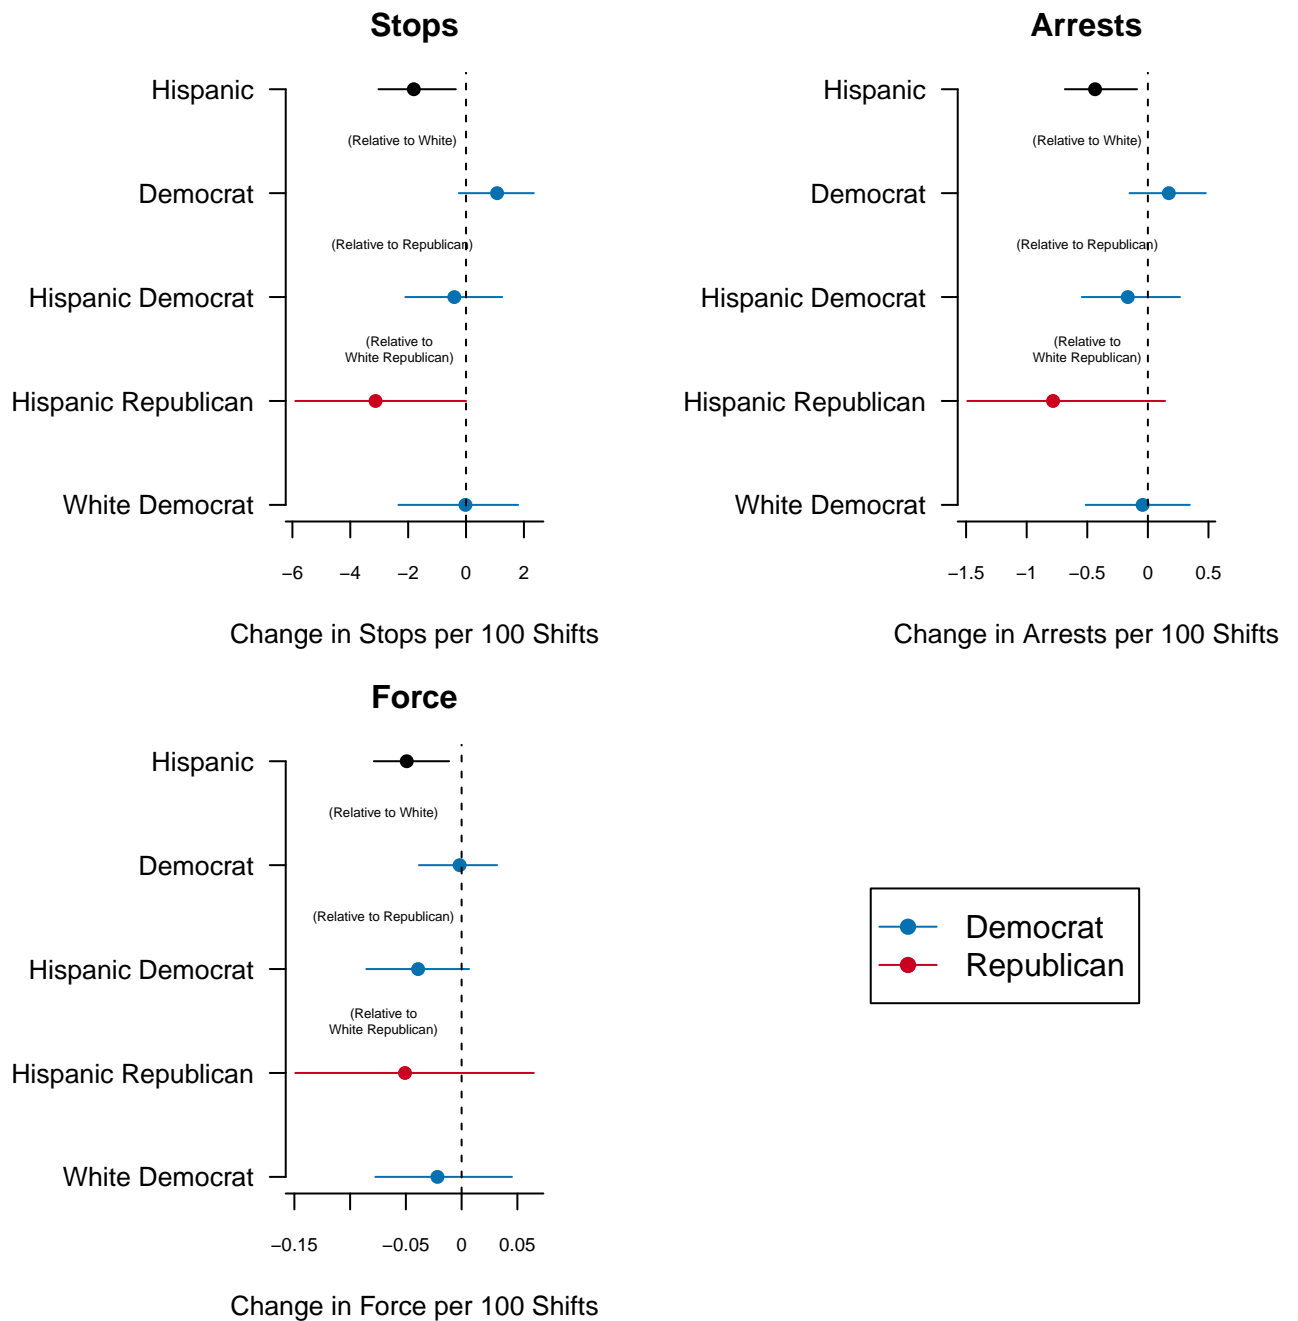 Stops
Hispanic
(Relative to White)
Democrat
(Relative to Republican)
Hispanic Democrat
(Relative to
White Republican)
Hispanic Republican
White Democrat
−6 −4 −2 0 2
Change in Stops per 100 Shifts
Arrests
Hispanic
(Relative to White)
Democrat
(Relative to Republican)
Hispanic Democrat
(Relative to
White Republican)
Hispanic Republican
White Democrat
−1.5 −1 −0.5 0 0.5
Change in Arrests per 100 Shifts
Force
Hispanic
(Relative to White)
Democrat
(Relative to Republican)
Hispanic Democrat
(Relative to
White Republican)
Hispanic Republican
White Democrat
−0.15 −0.05 0 0.05
Change in Force per 100 Shifts
Democrat
Republican